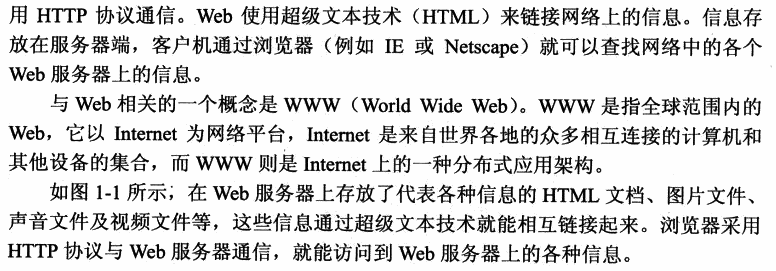 用 HTTP 协议通信。Web 使用超级文本技术（HTML）来链接网络上的信息。信息存
放在服务器端，客户机通过浏览器（例如 IE 或 Netscape）就可以查找网络中的各个
Web 服务器上的信息。
与 Web 相关的一个概念是 WWW（World Wide Web）。WWW 是指全球范围内的
Web，它以 Internet 为网络平台，Internet 是来自世界各地的众多相互连接的计算机和
其他设备的集合，而 WWW 则是 Internet 上的一种分布式应用架构。
如图 1-1 所示；在 Web 服务器上存放了代表各种信息的 HTML 文档、图片文件、
声音文件及视频文件等，这些信息通过超级文本技术就能相互链接起来。浏览器采用
HTTP 协议与 Web 服务器通信，就能访问到 Web 服务器上的各种信息。